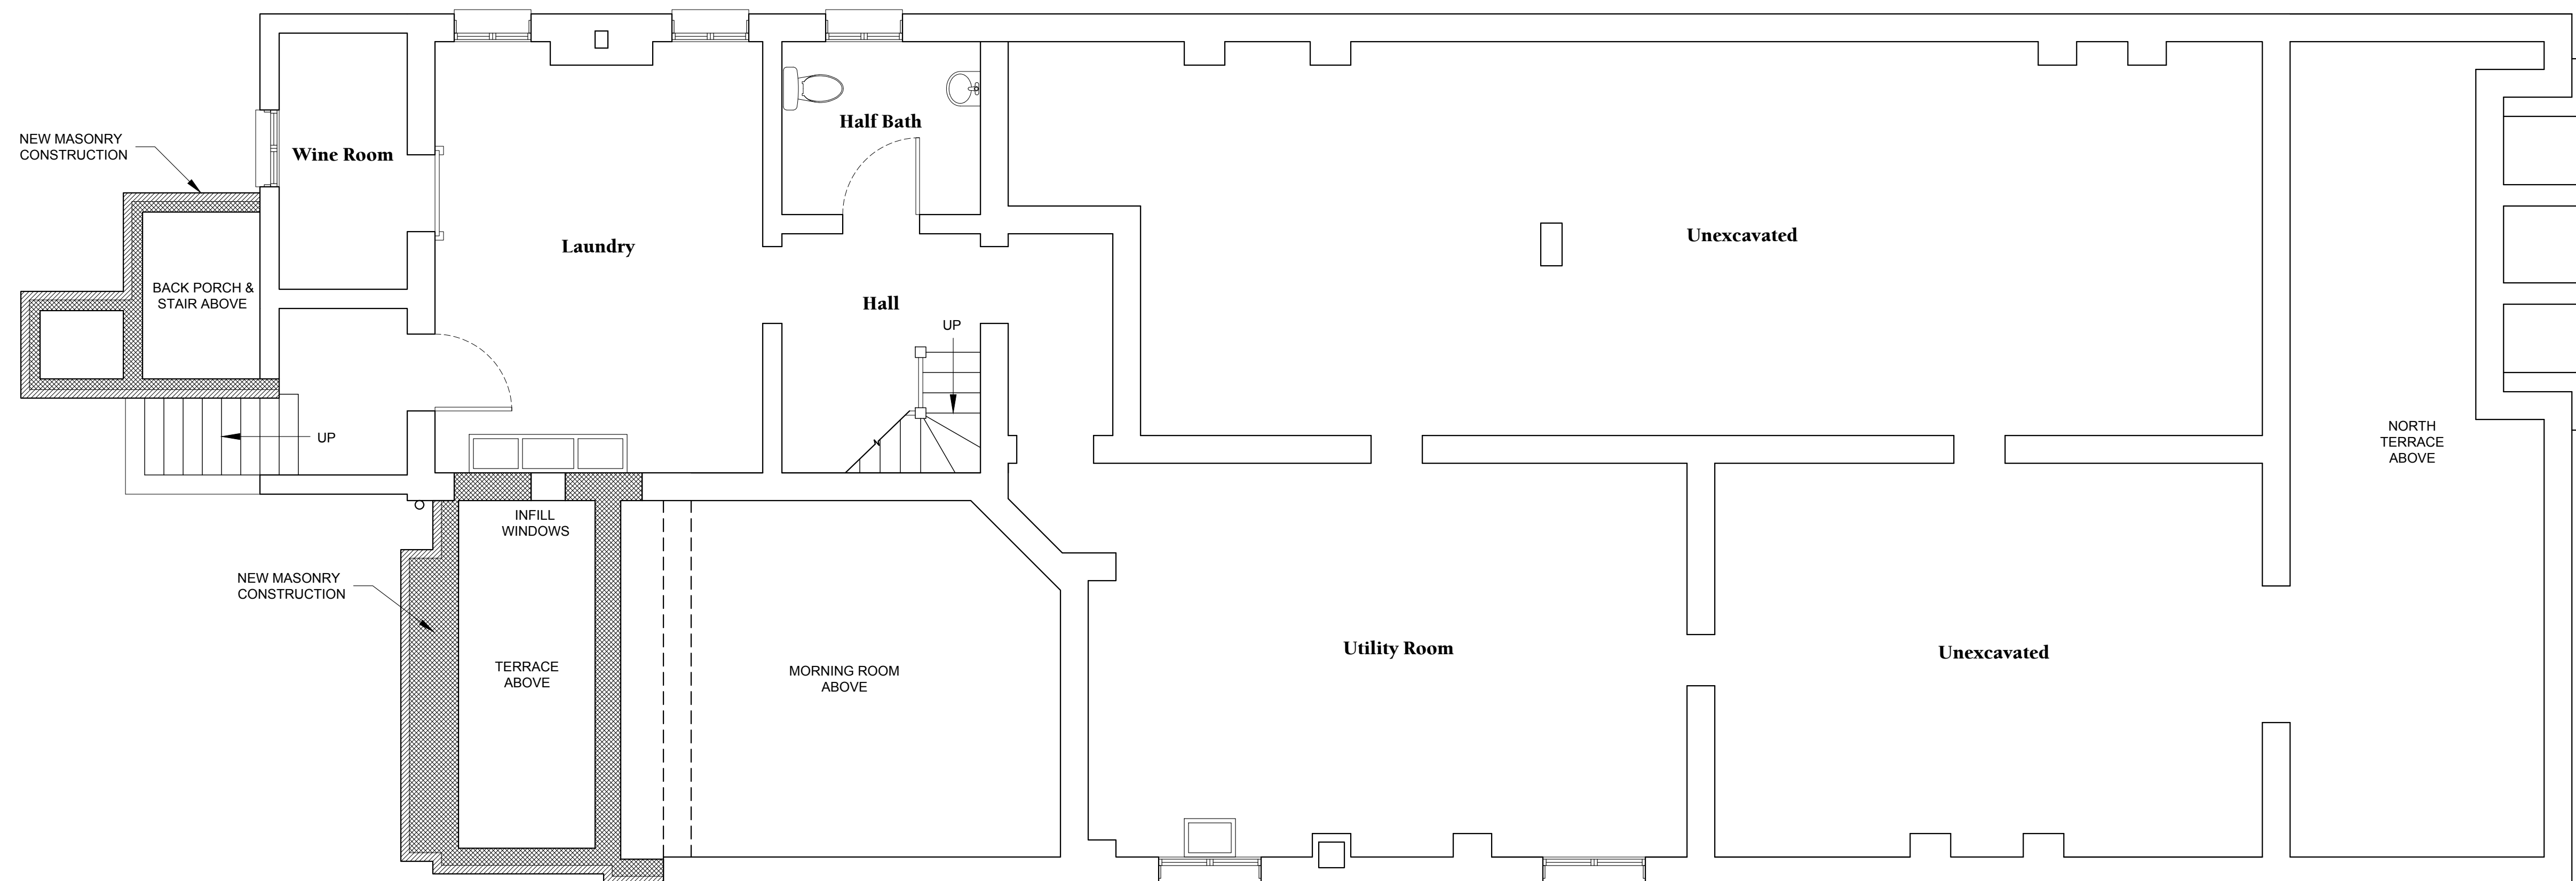 NEW MASONRY
CONSTRUCTION
Wine Room
Half Bath
Laundry
Unexcavated
BACK PORCH &
STAIR ABOVE
Hall
UP
UP
NORTH
TERRACE
ABOVE
INFILL
WINDOWS
NEW MASONRY
CONSTRUCTION
TERRACE
ABOVE
MORNING ROOM
ABOVE
Utility Room
Unexcavated